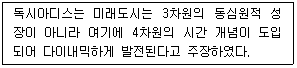 독시아디스는 미래도시는 3차원의 동심원적 성
장이 아니라 여기에 4차원의 시간 개념이 도입
되어 다이내믹하게 발전된다고 주장하였다.